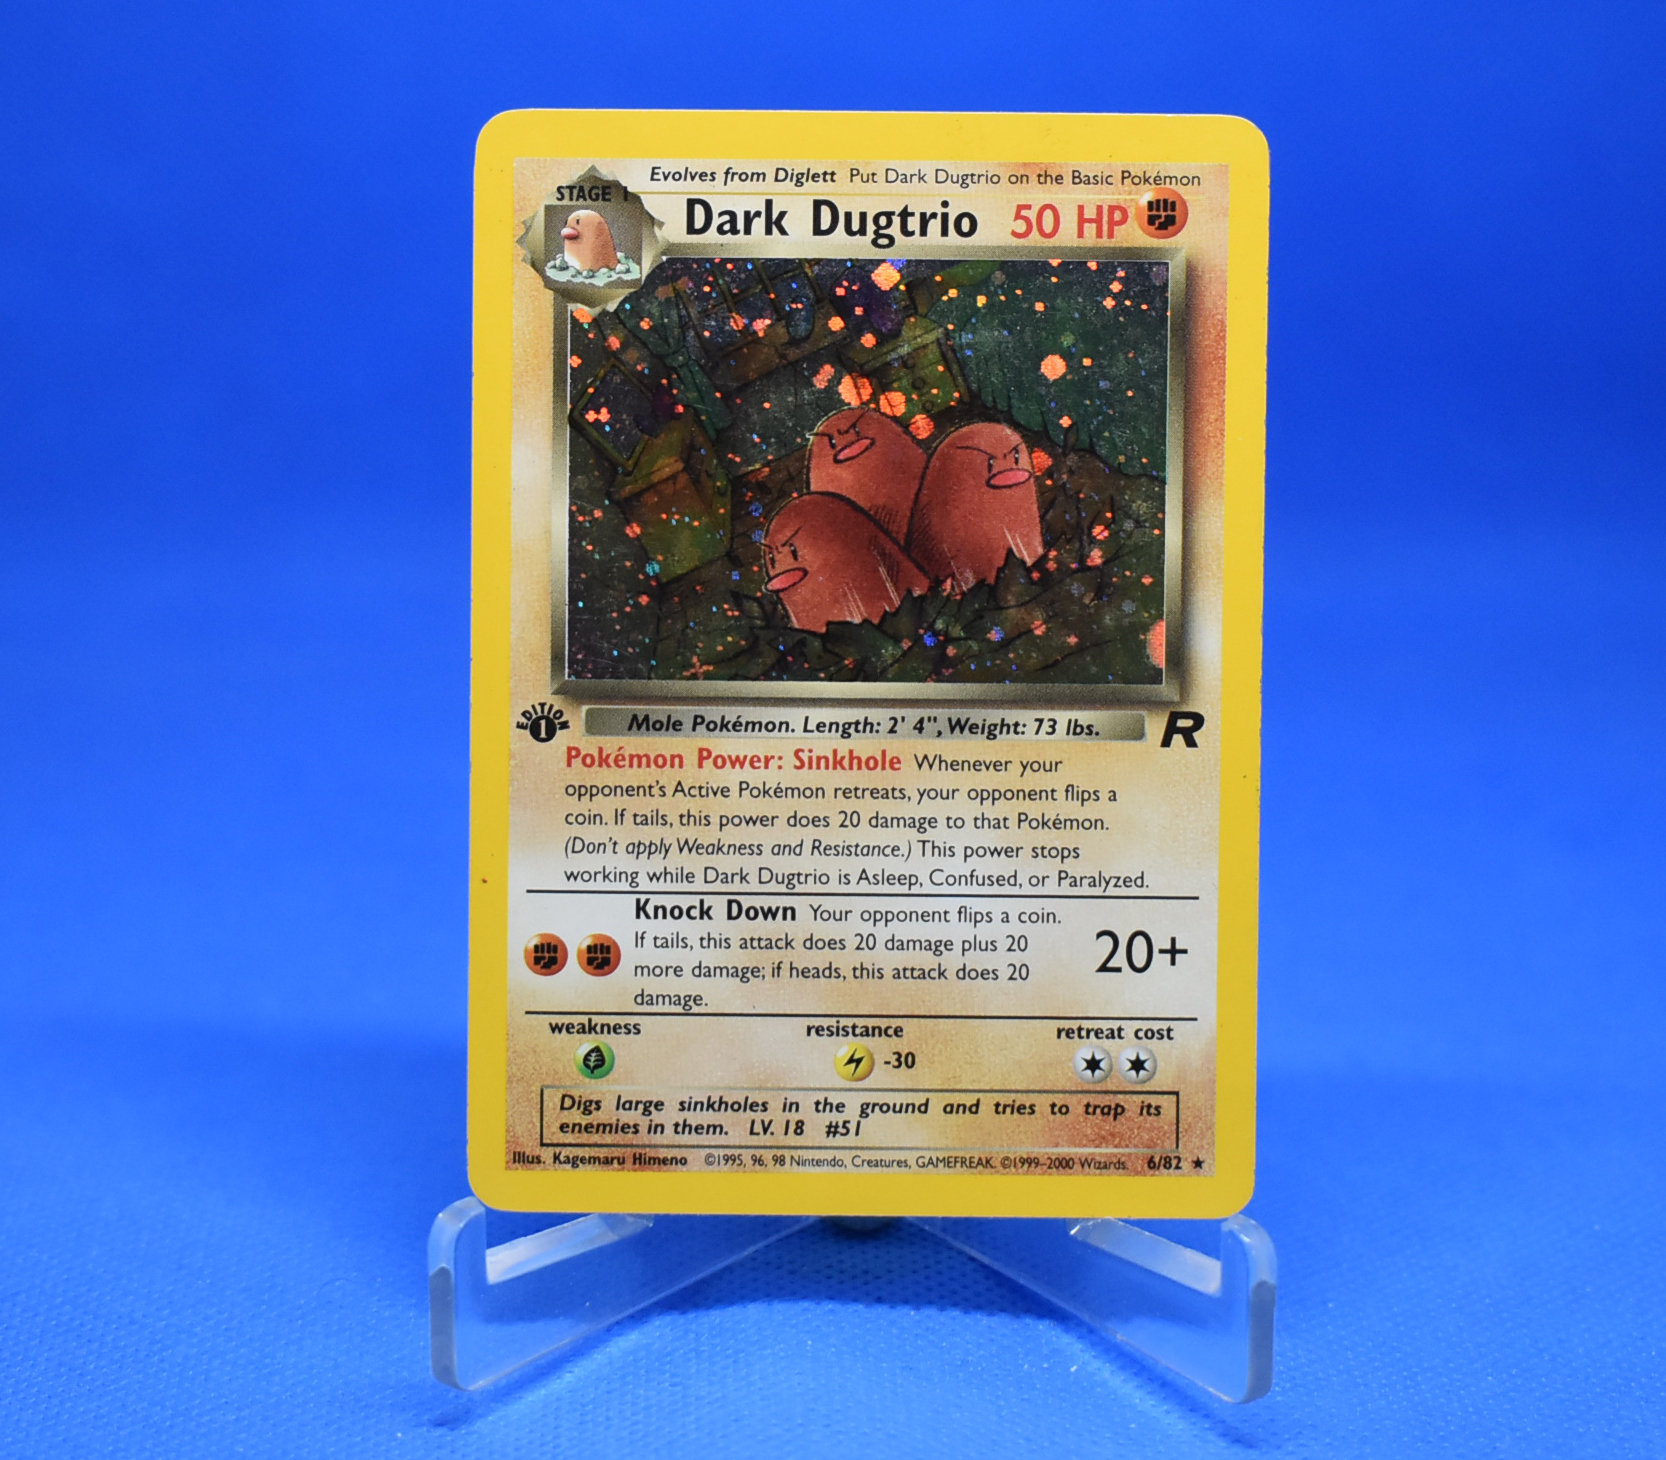 Evolves from Diglett Put Dark Dugtrio on the Basic Pokémon
STAGE 1
Dark Dugtrio 50 HP
EDITION 1
Mole Pokémon. Length: 2' 4", Weight: 73 lbs.
R
Pokémon Power: Sinkhole Whenever your
opponent's Active Pokémon retreats, your opponent flips a
coin. If tails, this power does 20 damage to that Pokémon.
(Don't apply Weakness and Resistance.) This power stops
working while Dark Dugtrio is Asleep, Confused, or Paralyzed.
Knock Down Your opponent flips a coin.
If tails, this attack does 20 damage plus 20
more damage; if heads, this attack does 20
damage.
20+
weakness resistance retreat cost
-30
Digs large sinkholes in the ground and tries to trap its
enemies in them. LV. 18 #51
Illus. Kagemaru Himeno ©1995, 96, 98 Nintendo, Creatures, GAMEFREAK. ©1999–2000 Wizards. 6/82 ★